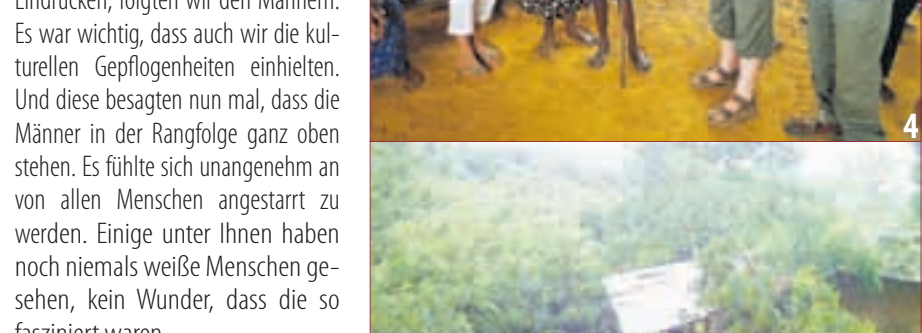 Eindrücken, folgten wir den Männern.
Es war wichtig, dass auch wir die kul-
turellen Gepflogenheiten einhielten.
Und diese besagten nun mal, dass die
Männer in der Rangfolge ganz oben
stehen. Es fühlte sich unangenehm an
von allen Menschen angestarrt zu
werden. Einige unter Ihnen haben
noch niemals weiße Menschen ge-
sehen, kein Wunder, dass die so
fasziniert waren.
4